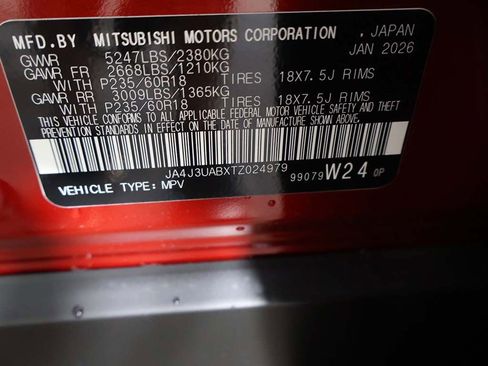 MFD.BY MITSUBISHI MOTORS CORPORATION . JAPAN
GVWR 5247LBS/2380KG JAN 2026
GAWR FR 2668LBS/1210KG
WITH P235/60R18 TIRES 18X7.5J RIMS
GAWR RR 3009LBS/1365KG
WITH P235/60R18 TIRES 18X7.5J RIMS
THIS VEHICLE CONFORMS TO ALL APPLICABLE FEDERAL MOTOR VEHICLE SAFETY AND THEFT
PREVENTION STANDARDS IN EFFECT ON THE DATE OF MANUFACTURE SHOWN ABOVE.
JA4J3UABXTZ024979
VEHICLE TYPE: MPV 99079 W24 0P